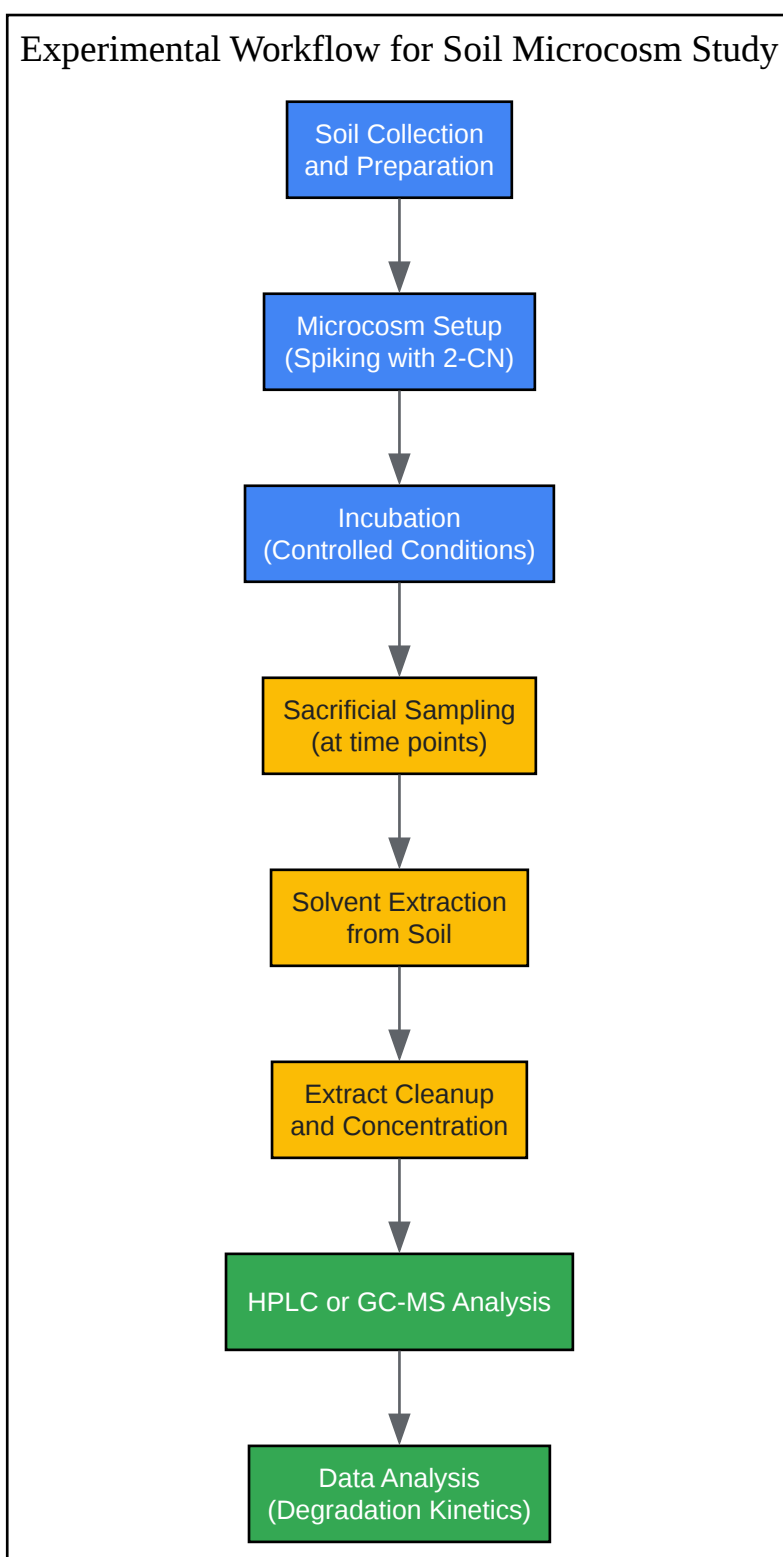 Experimental Workflow for Soil Microcosm Study
Soil Collection
and Preparation
Microcosm Setup
(Spiking with 2-CN)
Incubation
(Controlled Conditions)
Sacrificial Sampling
(at time points)
Solvent Extraction
from Soil
Extract Cleanup
and Concentration
HPLC or GC-MS Analysis
Data Analysis
(Degradation Kinetics)